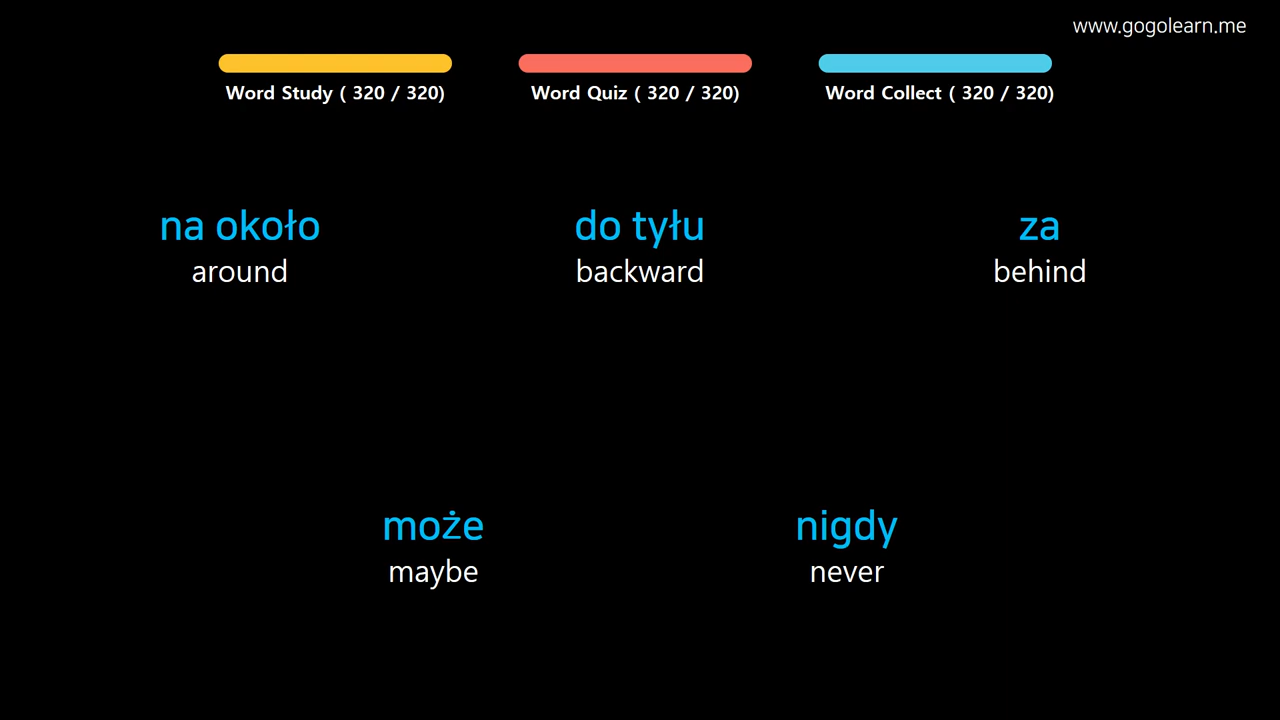 www.gogolearn.me
Word Study ( 320 / 320)
Word Quiz ( 320 / 320)
Word Collect ( 320 / 320)
na około
around
do tyłu
backward
za
behind
może
maybe
nigdy
never